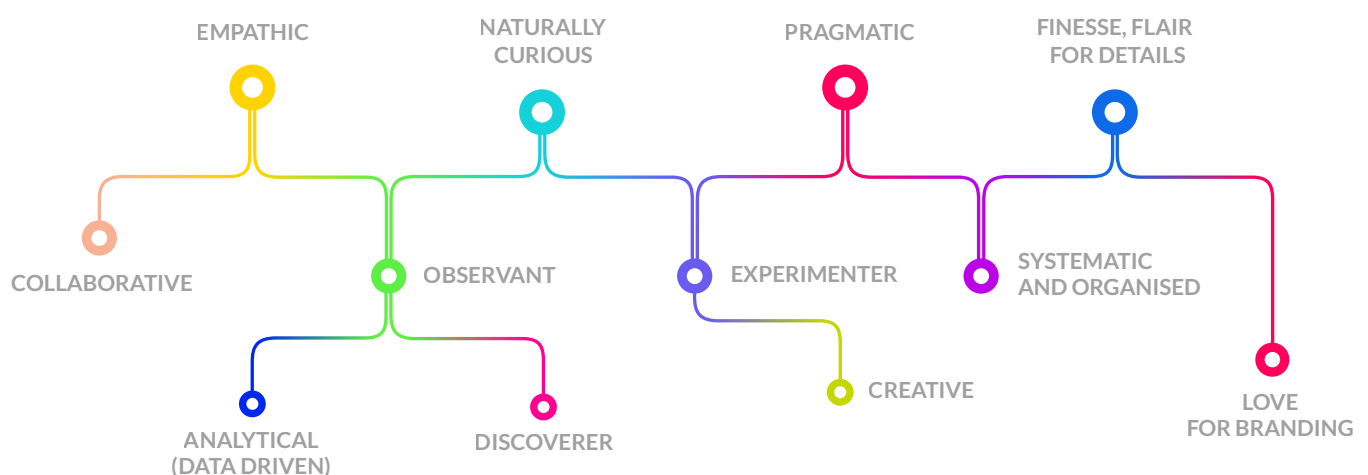 EMPATHIC
NATURALLY
CURIOUS
PRAGMATIC
FINESSE, FLAIR
FOR DETAILS
COLLABORATIVE
OBSERVANT
EXPERIMENTER
SYSTEMATIC
AND ORGANISED
ANALYTICAL
(DATA DRIVEN)
DISCOVERER
CREATIVE
LOVE
FOR BRANDING